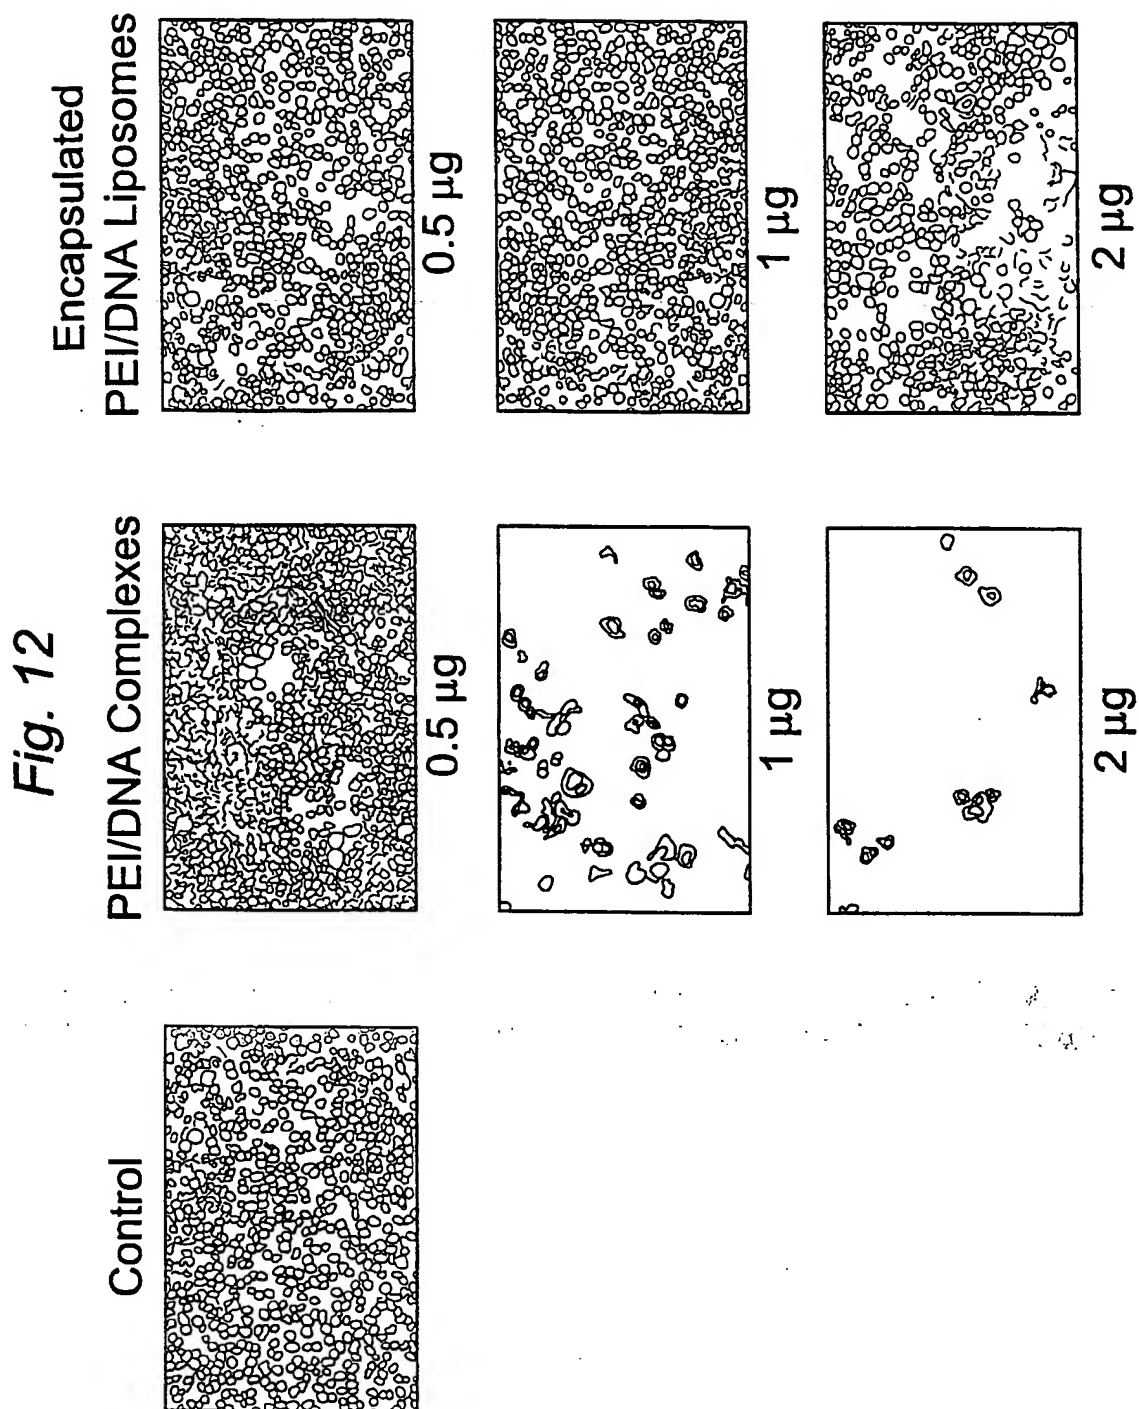 Fig. 12
Control
PEI/DNA Complexes
Encapsulated
PEI/DNA Liposomes
0.5 µg
0.5 µg
1 µg
1 µg
2 µg
2 µg